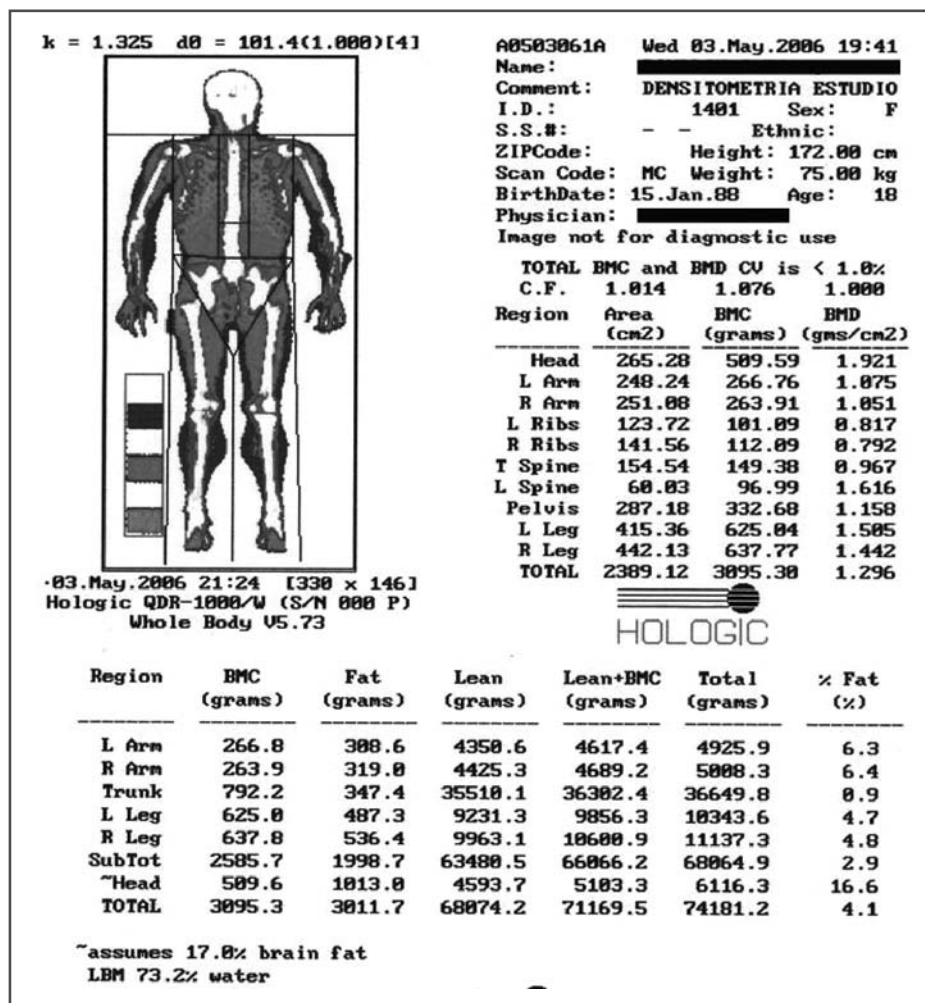 k = 1.325 d0 = 101.4(1.000)[4]
A0503061A Wed 03.May.2006 19:41
Name:
Comment: DENSITOMETRIA ESTUDIO
I.D.: 1401 Sex: F
S.S.#: - - Ethnic:
ZIPCode: Height: 172.00 cm
Scan Code: MC Weight: 75.00 kg
BirthDate: 15.Jan.88 Age: 18
Physician:
Image not for diagnostic use
TOTAL BMC and BMD CV is < 1.0%
C.F. 1.014 1.076 1.000
Region Area BMC BMD
(cm2) (grams) (gms/cm2)
Head 265.28 509.59 1.921
L Arm 248.24 266.76 1.075
R Arm 251.08 263.91 1.051
L Ribs 123.72 101.09 0.817
R Ribs 141.56 112.09 0.792
T Spine 154.54 149.38 0.967
L Spine 60.03 96.99 1.616
Pelvis 287.18 332.68 1.158
L Leg 415.36 625.04 1.505
R Leg 442.13 637.77 1.442
TOTAL 2389.12 3095.30 1.296
·03.May.2006 21:24 [330 x 146]
Hologic QDR-1000/W (S/N 000 P)
Whole Body V5.73
HOLOGIC
Region BMC Fat Lean Lean+BMC Total % Fat
(grams) (grams) (grams) (grams) (grams) (%)
L Arm 266.8 308.6 4350.6 4617.4 4925.9 6.3
R Arm 263.9 319.0 4425.3 4689.2 5008.3 6.4
Trunk 792.2 347.4 35510.1 36302.4 36649.8 0.9
L Leg 625.0 487.3 9231.3 9856.3 10343.6 4.7
R Leg 637.8 536.4 9963.1 10600.9 11137.3 4.8
SubTot 2585.7 1998.7 63480.5 66066.2 68064.9 2.9
~Head 509.6 1013.0 4593.7 5103.3 6116.3 16.6
TOTAL 3095.3 3011.7 68074.2 71169.5 74181.2 4.1
~assumes 17.0% brain fat
LBM 73.2% water